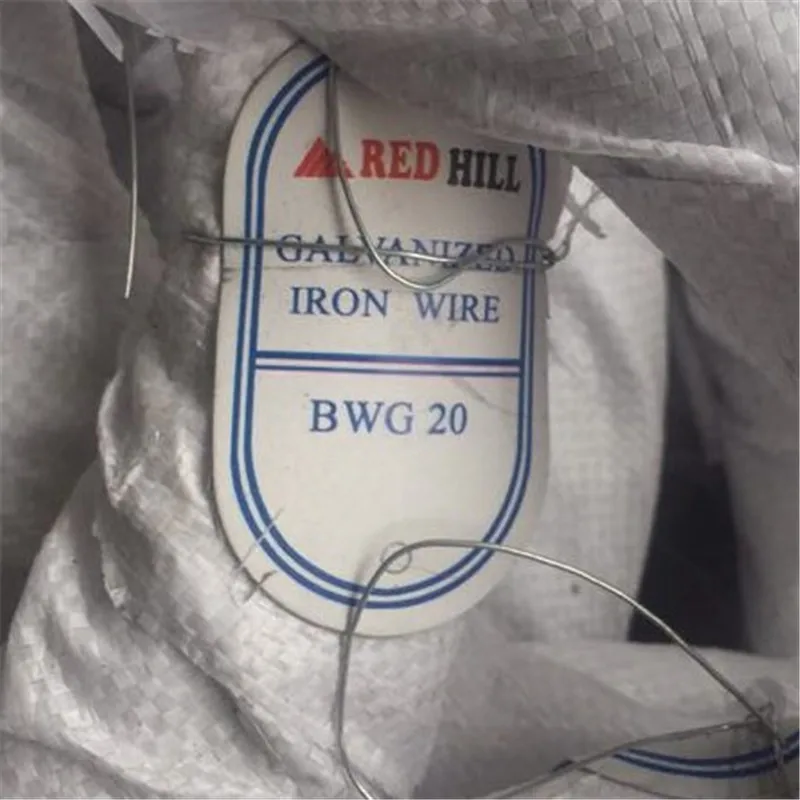 RED HILL
GALVANIZED
IRON WIRE
BWG 20